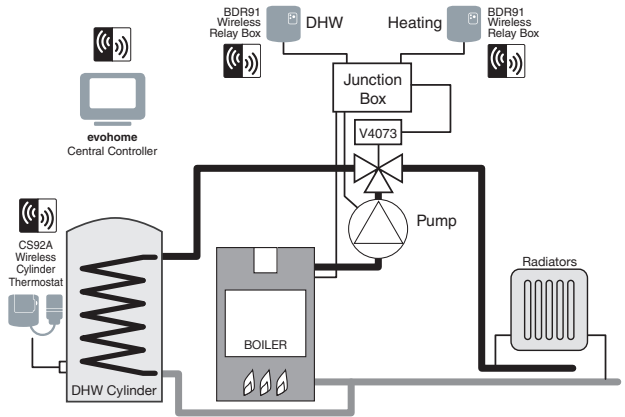 BDR91
Wireless
Relay Box
DHW
Heating
BDR91
Wireless
Relay Box
Junction
Box
V4073
evohome
Central Controller
Pump
CS92A
Wireless
Cylinder
Thermostat
Radiators
BOILER
DHW Cylinder